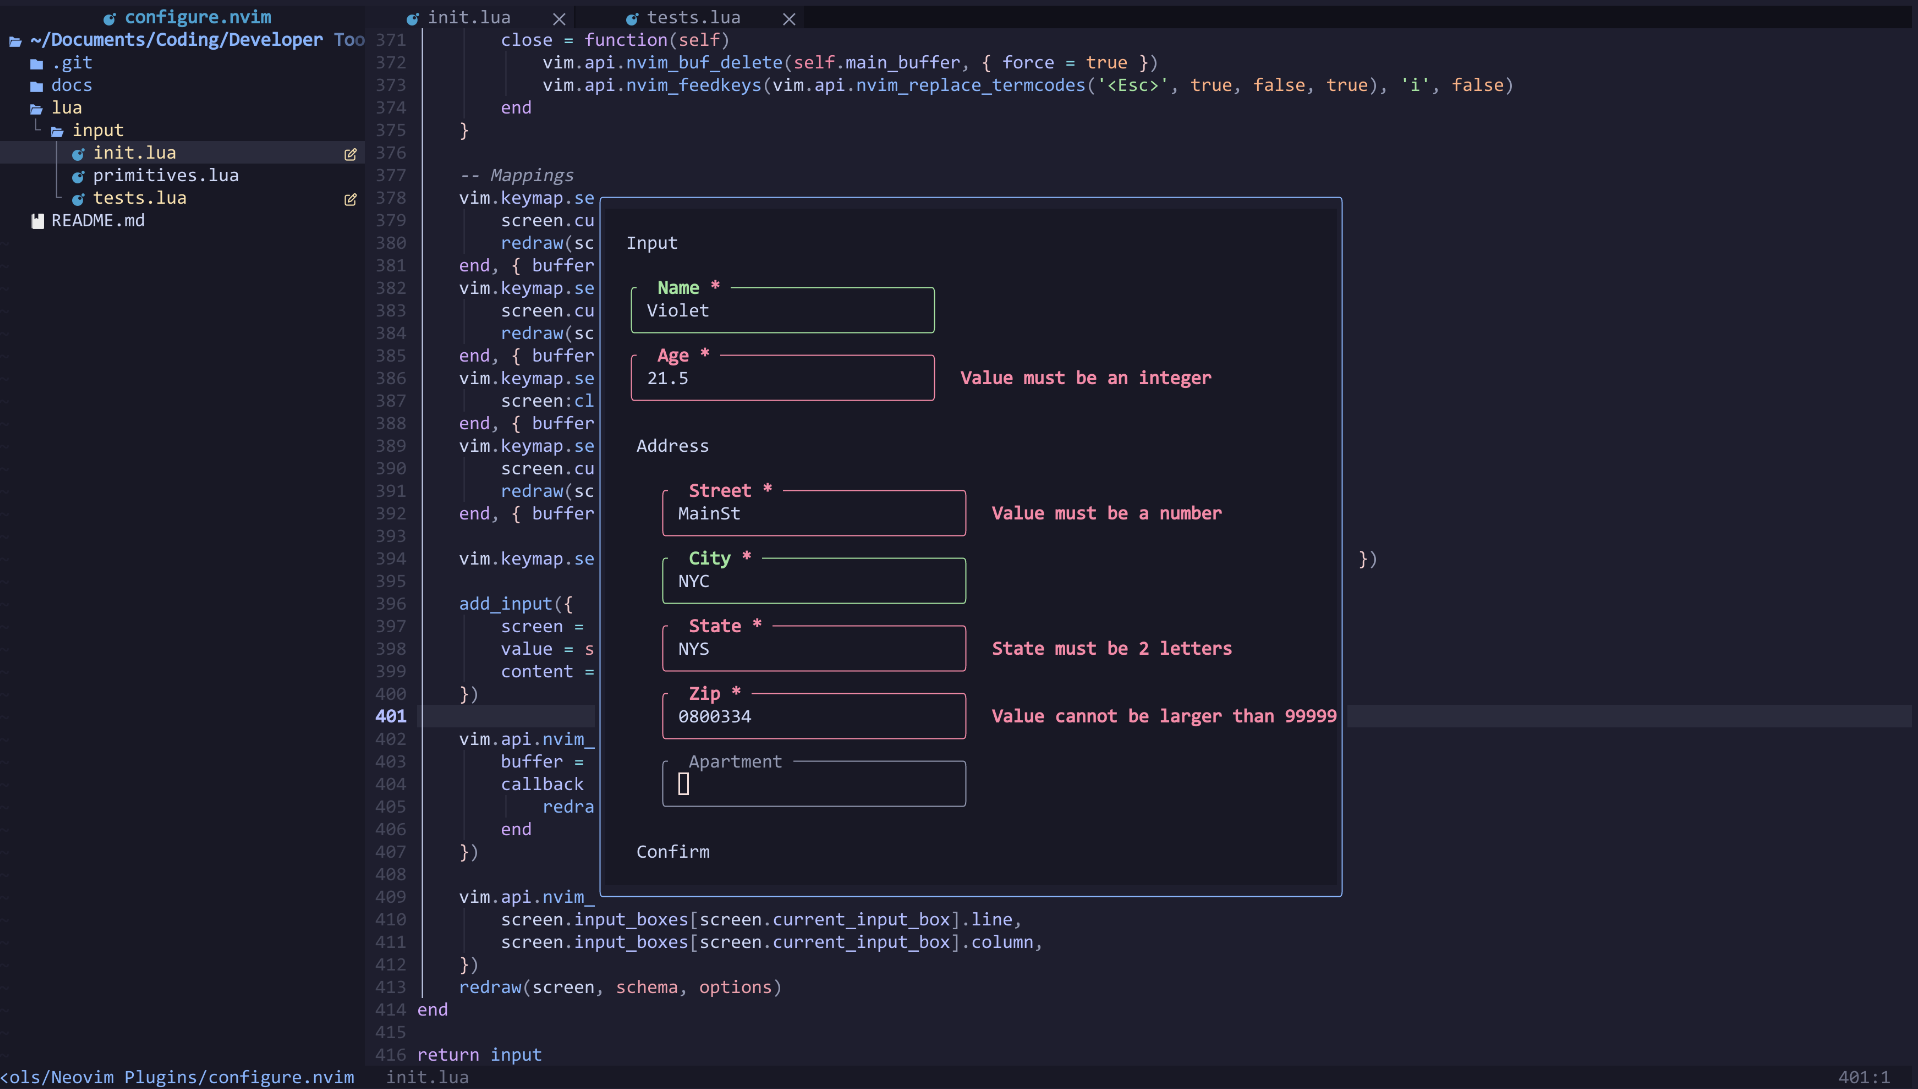 configure.nvim
init.lua
tests.lua
~/Documents/Coding/Developer Too
.git
docs
lua
input
init.lua
primitives.lua
tests.lua
README.md
371 close = function(self)
372 vim.api.nvim_buf_delete(self.main_buffer, { force = true })
373 vim.api.nvim_feedkeys(vim.api.nvim_replace_termcodes('<Esc>', true, false, true), 'i', false)
374 end
375 }
376
377 -- Mappings
378 vim.keymap.se
379 screen.cu
380 redraw(sc
381 end, { buffer
382 vim.keymap.se
383 screen.cu
384 redraw(sc
385 end, { buffer
386 vim.keymap.se
387 screen:cl
388 end, { buffer
389 vim.keymap.se
390 screen.cu
391 redraw(sc
392 end, { buffer
393
394 vim.keymap.se })
395
396 add_input({
397 screen =
398 value = s
399 content =
400 })
401
402 vim.api.nvim_
403 buffer =
404 callback
405 redra
406 end
407 })
408
409 vim.api.nvim_
410 screen.input_boxes[screen.current_input_box].line,
411 screen.input_boxes[screen.current_input_box].column,
412 })
413 redraw(screen, schema, options)
414 end
415
416 return input
Input
Name *
Violet
Age *
21.5 Value must be an integer
Address
Street *
MainSt Value must be a number
City *
NYC
State *
NYS State must be 2 letters
Zip *
0800334 Value cannot be larger than 99999
Apartment
Confirm
<ols/Neovim Plugins/configure.nvim init.lua 401:1